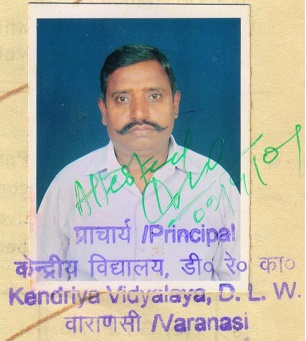 Attested
प्राचार्य /Principal
केन्द्रीय विद्यालय, डी० रे० का०
Kendriya Vidyalaya, D. L. W.
वाराणसी /Varanasi